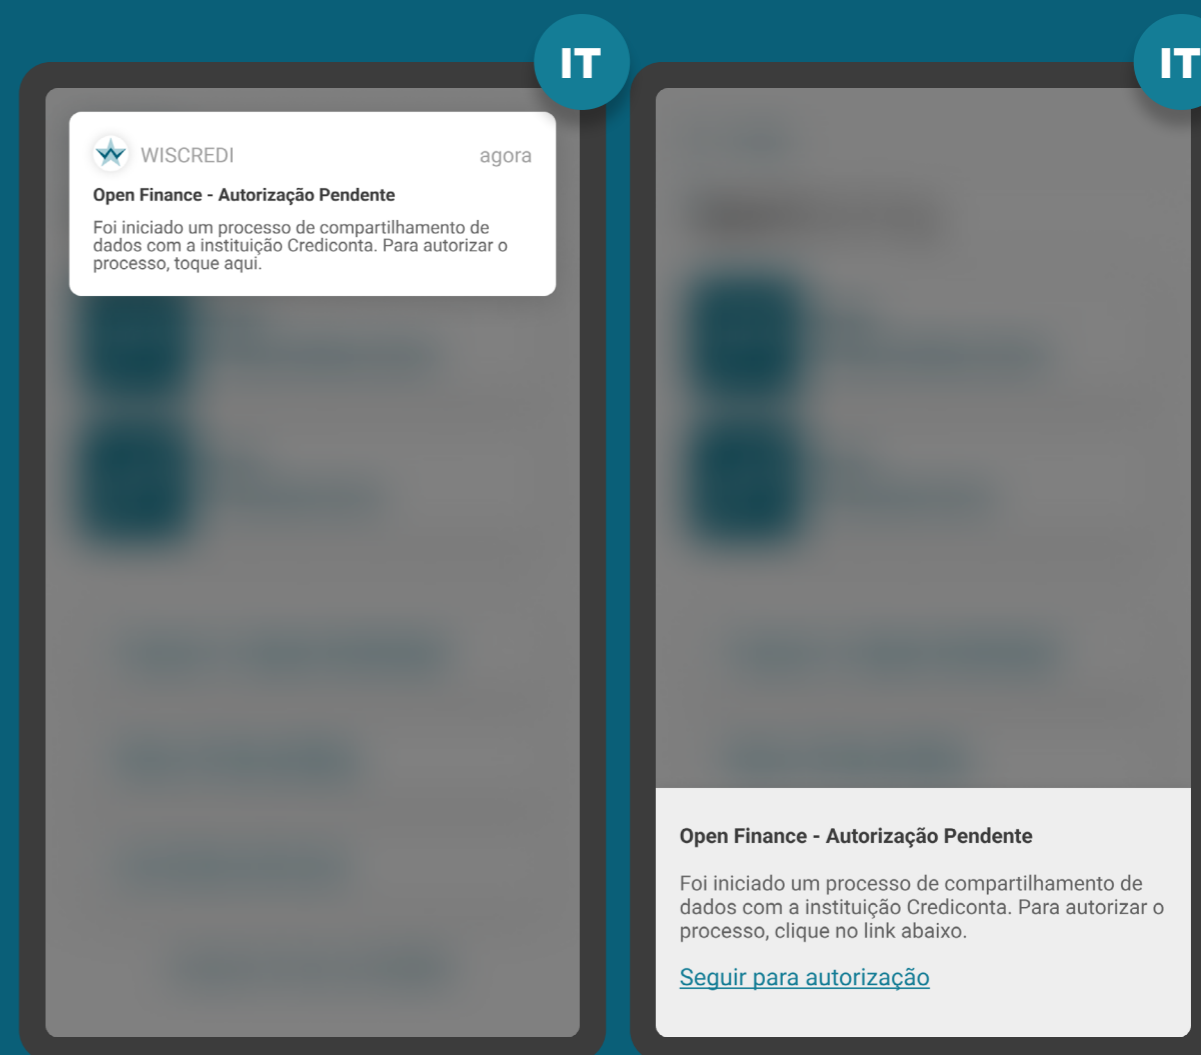 IT
WISCREDI
agora
Open Finance - Autorização Pendente
Foi iniciado um processo de compartilhamento de
dados com a instituição Crediconta. Para autorizar o
processo, toque aqui.
IT
Open Finance - Autorização Pendente
Foi iniciado um processo de compartilhamento de
dados com a instituição Crediconta. Para autorizar o
processo, clique no link abaixo.
Seguir para autorização